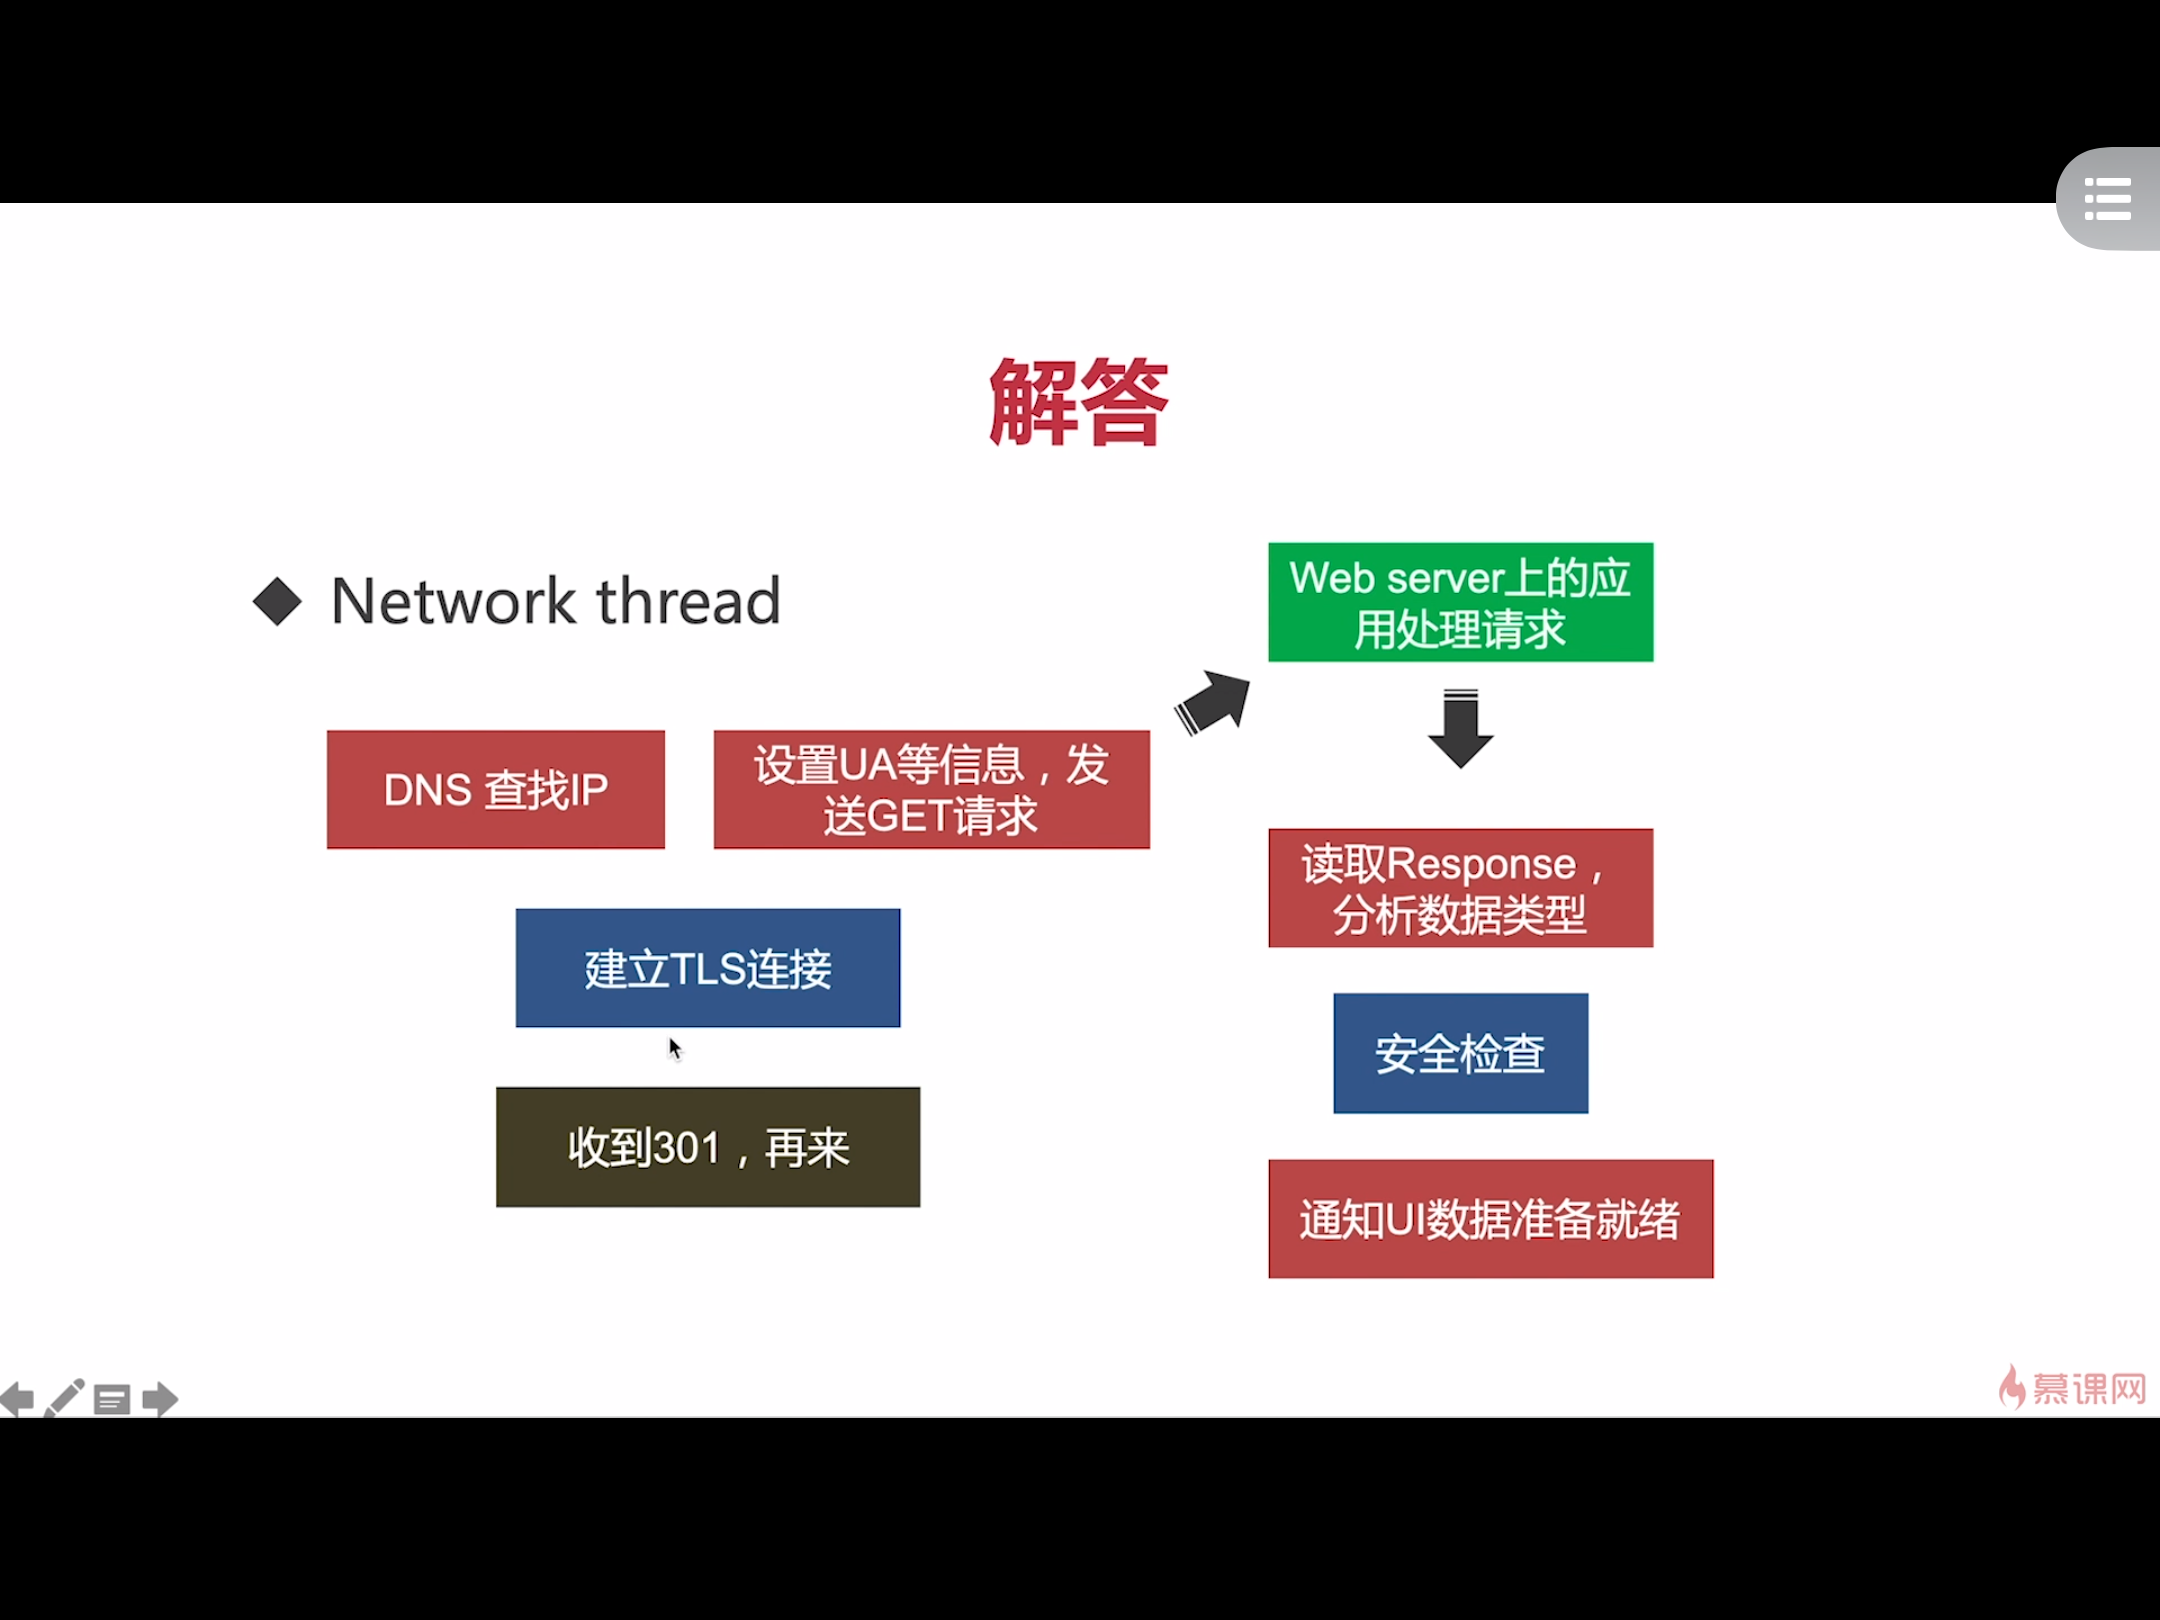 解答
Network thread
DNS 查找IP
设置UA等信息，发
送GET请求
建立TLS连接
收到301，再来
Web server上的应
用处理请求
读取Response，
分析数据类型
安全检查
通知UI数据准备就绪
慕课网